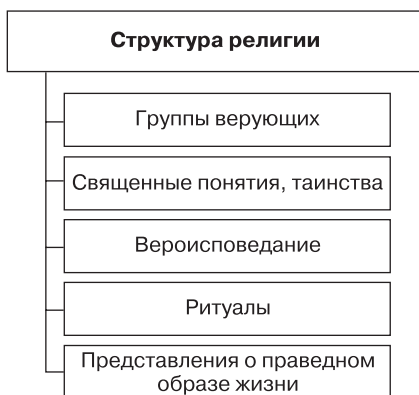 Структура религии
Группы верующих
Священные понятия, таинства
Вероисповедание
Ритуалы
Представления о праведном
образе жизни